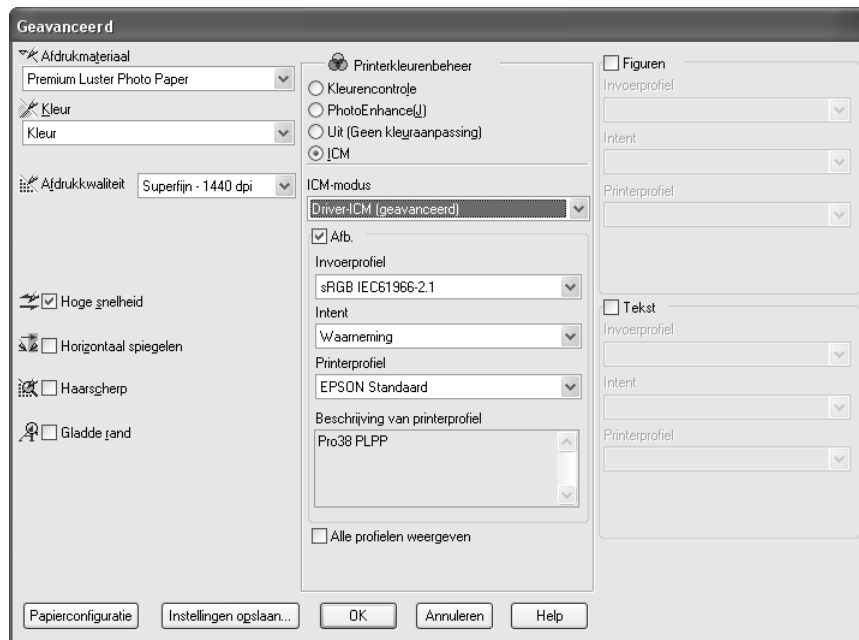 Geavanceerd
Afdrukmateriaal
Premium Luster Photo Paper
Kleur
Kleur
Afdrukkwaliteit
Superfijn - 1440 dpi
Hoge snelheid
Horizontaal spiegelen
Haarscherp
Gladde rand
Printerkleurenbeheer
Kleurencontrole
PhotoEnhance(J)
Uit (Geen kleuraanpassing)
ICM
ICM-modus
Driver-ICM (geavanceerd)
Afb.
Invoerprofiel
sRGB IEC61966-2.1
Intent
Waarneming
Printerprofiel
EPSON Standaard
Beschrijving van printerprofiel
Pro38 PLPP
Alle profielen weergeven
Figuren
Invoerprofiel
Intent
Printerprofiel
Tekst
Invoerprofiel
Intent
Printerprofiel
Papierconfiguratie
Instellingen opslaan...
OK
Annuleren
Help